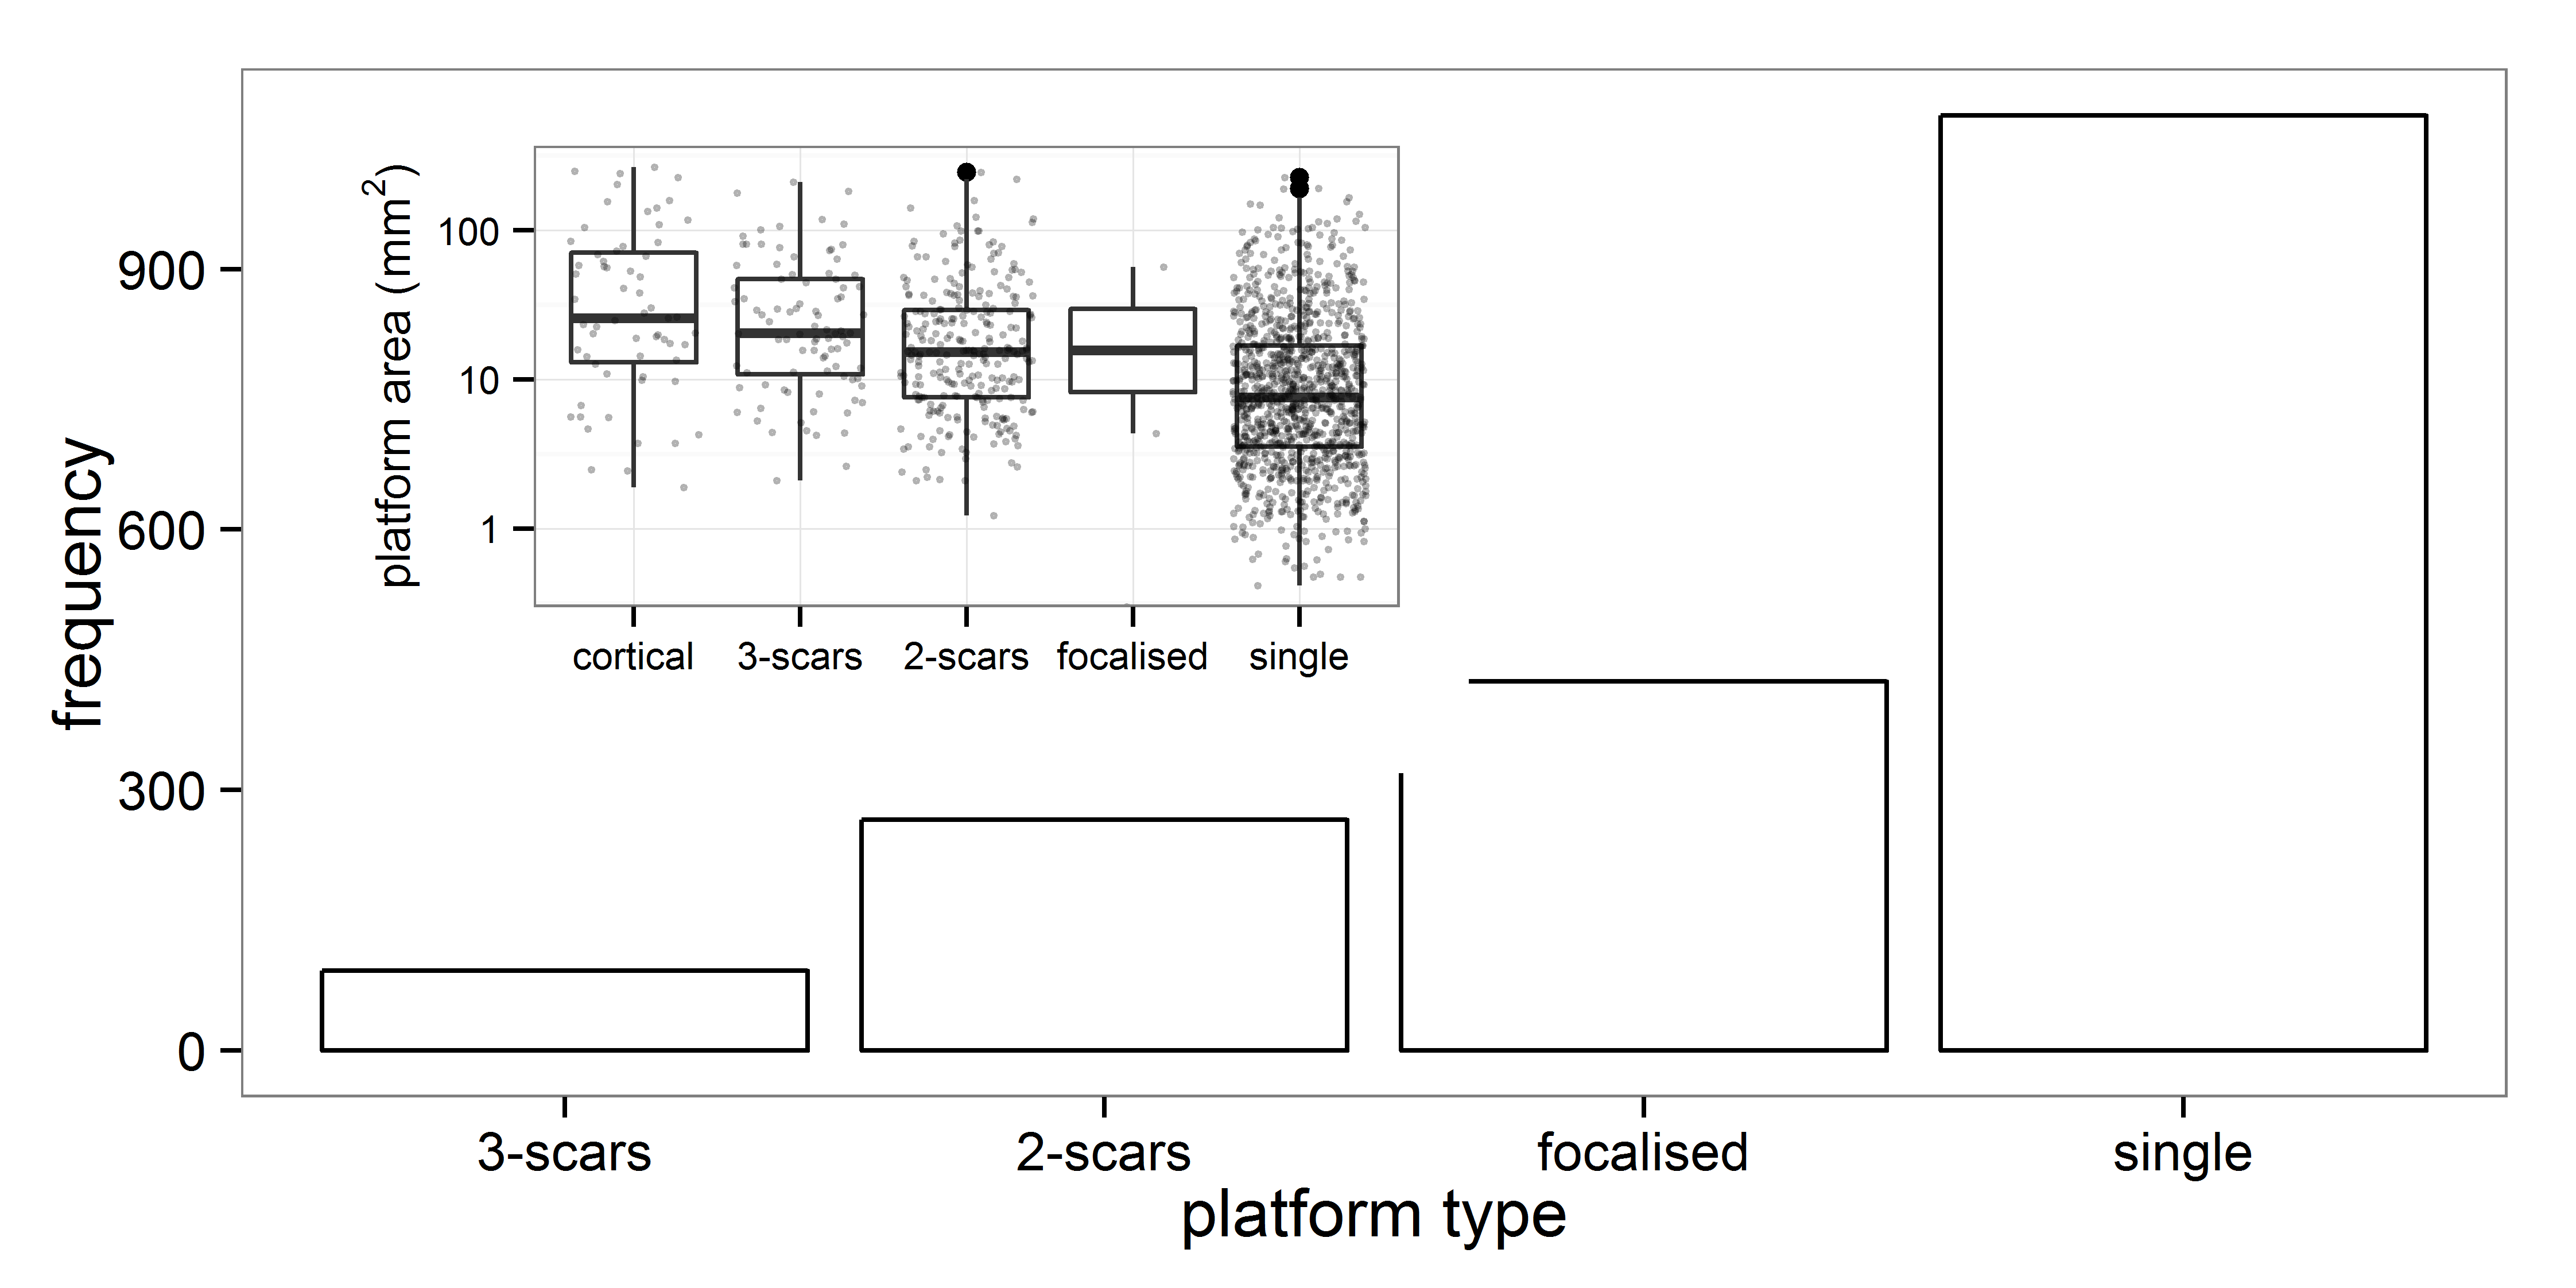 platform area (mm²)
100
10
1
cortical 3-scars 2-scars focalised single
frequency
900
600
300
0
3-scars 2-scars focalised single
platform type